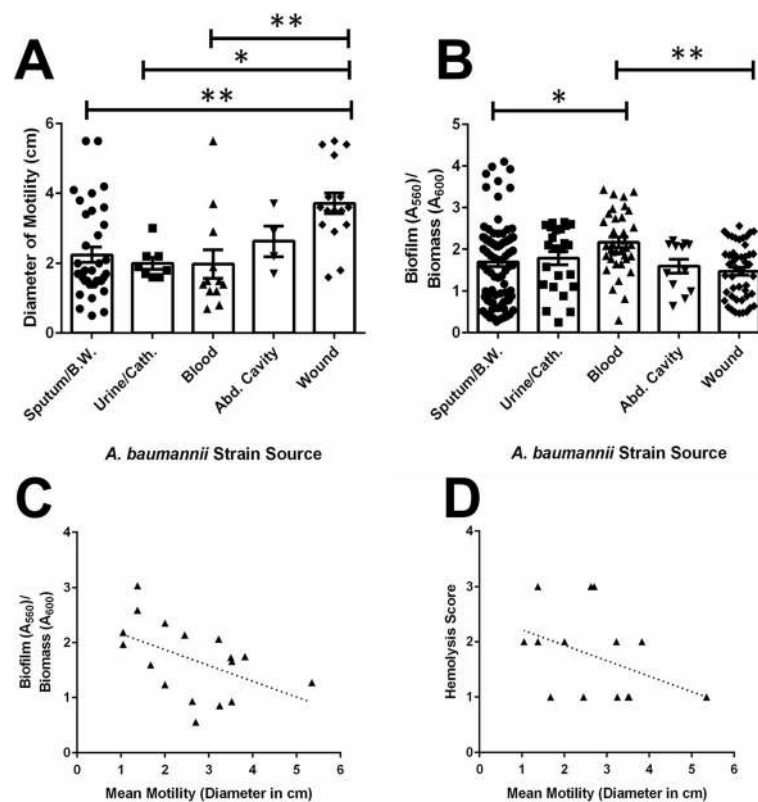 A
**
*
**
Diameter of Motility (cm)
6
4
2
0
Sputum/B.W.
Urine/Cath.
Blood
Abd. Cavity
Wound
A. baumannii Strain Source
B
**
*
Biofilm (A560)/
Biomass (A600)
5
4
3
2
1
0
Sputum/B.W.
Urine/Cath.
Blood
Abd. Cavity
Wound
A. baumannii Strain Source
C
Biofilm (A560)/
Biomass (A600)
4
3
2
1
0
0 1 2 3 4 5 6
Mean Motility (Diameter in cm)
D
Hemolysis Score
4
3
2
1
0
0 1 2 3 4 5 6
Mean Motility (Diameter in cm)